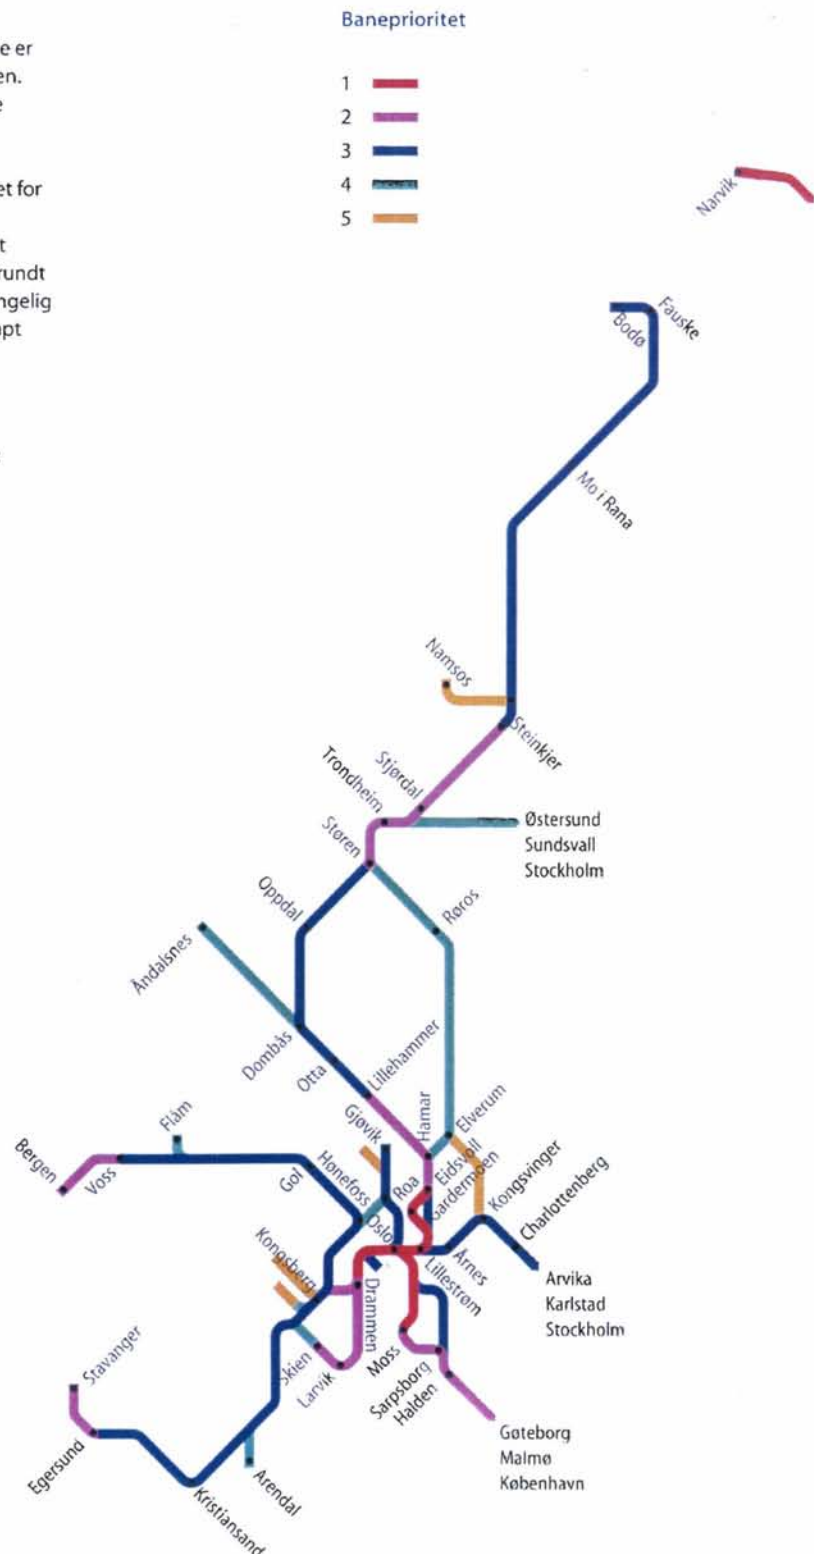 Baneprioritet
e er
en.
e
1
2
3
et for
4
t
5
rundt
ngelig
apt
Narvik
Fauske
Bodø
Mo i Rana
Namsos
Steinkjer
Stjørdal
Trondheim
Østersund
Sundsvall
Stockholm
Støren
Oppdal
Røros
Åndalsnes
Dombås
Otta
Lillehammer
Gjøvik
Hamar
Elverum
Flåm
Bergen
Voss
Gol
Hønefoss
Roa
Eidsvoll
Gardermoen
Kongsvinger
Charlottenberg
Oslo
Kongsberg
Drammen
Lillestrøm
Årnes
Arvika
Karlstad
Stockholm
Stavanger
Skien
Larvik
Moss
Sarpsborg
Halden
Gøteborg
Malmø
København
Egersund
Arendal
Kristiansand